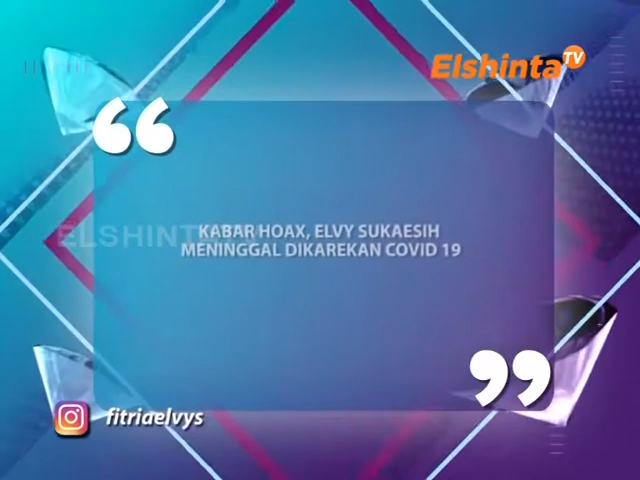 Elshinta TV
“
KABAR HOAX, ELVY SUKAESIH
MENINGGAL DIKAREKAN COVID 19
”
fitriaelvys